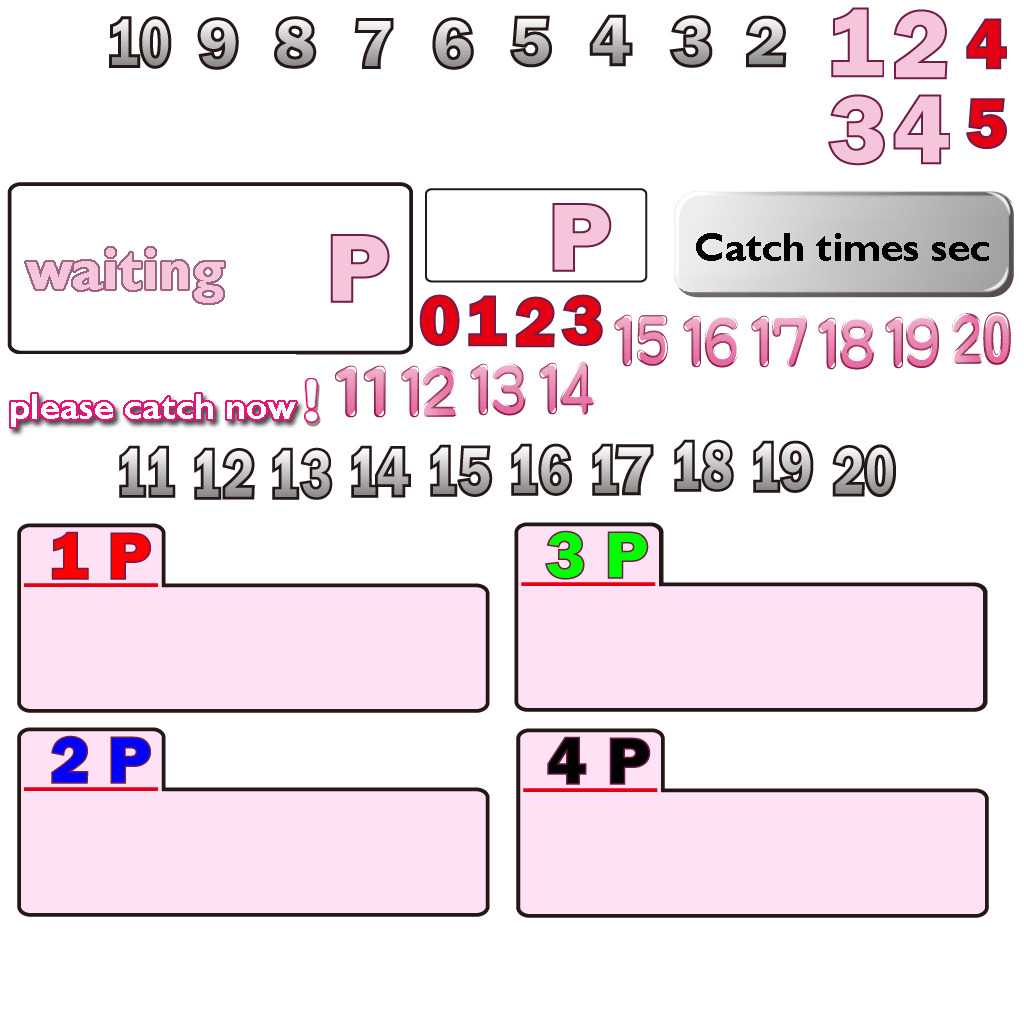 10 9 8 7 6 5 4 3 2
1 2 4
3 4 5
waiting P
P
Catch times sec
0 1 2 3
15 16 17 18 19 20
11 12 13 14
please catch now!
11 12 13 14 15 16 17 18 19 20
1 P
3 P
2 P
4 P